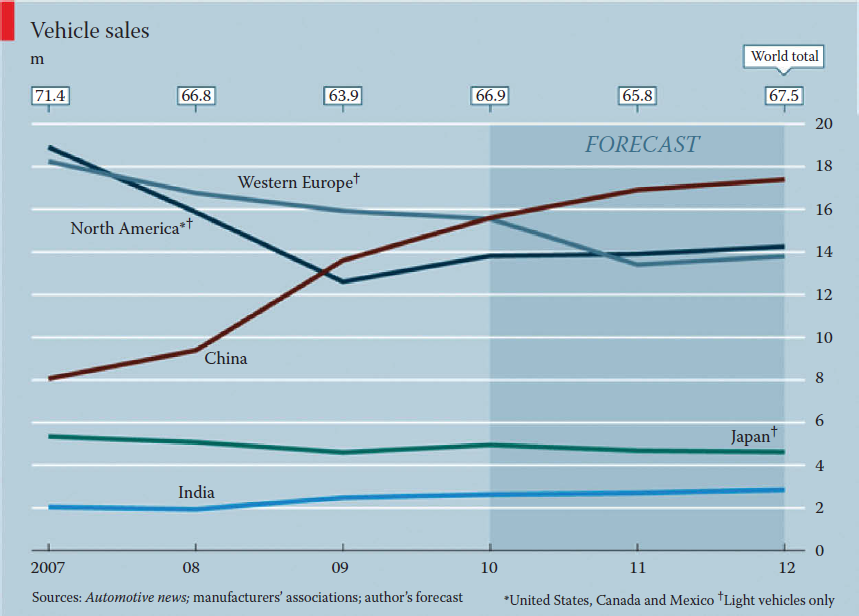 Vehicle sales
m
World total
71.4 66.8 63.9 66.9 65.8 67.5
20
FORECAST
18
Western Europe†
16
North America*†
14
12
10
China
8
6
Japan†
4
India
2
0
2007 08 09 10 11 12
Sources: Automotive news; manufacturers' associations; author's forecast
*United States, Canada and Mexico †Light vehicles only